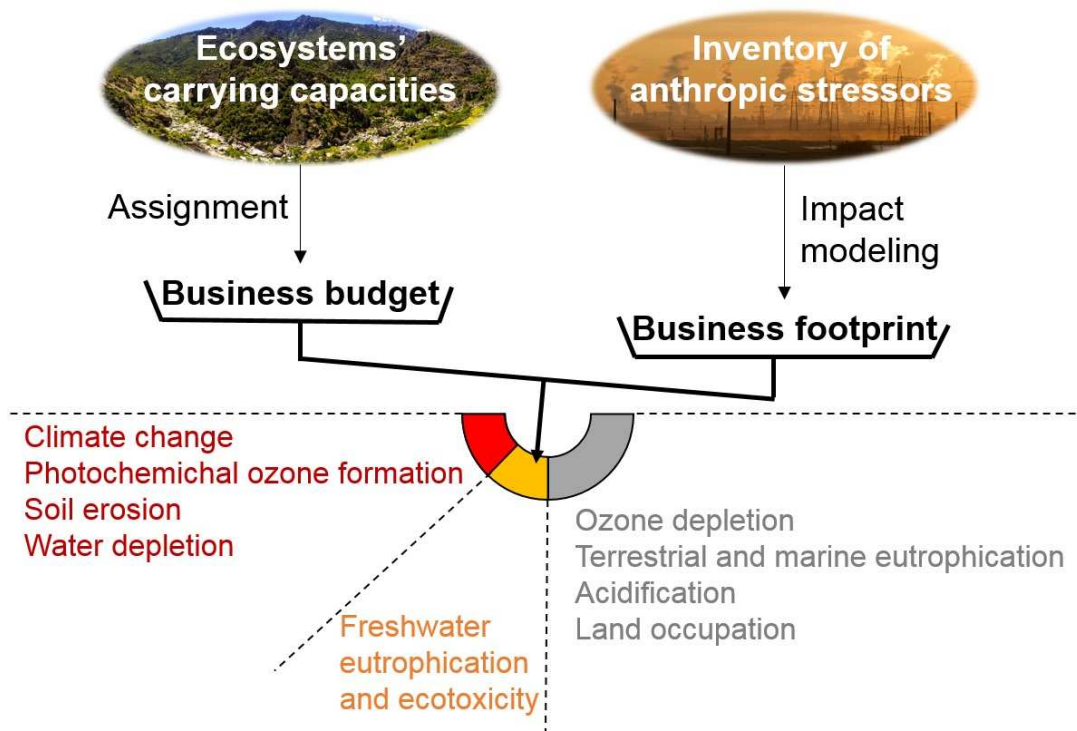 Ecosystems’
carrying capacities
Inventory of
anthropic stressors
Assignment
Impact
modeling
Business budget
Business footprint
Climate change
Photochemichal ozone formation
Soil erosion
Water depletion
Ozone depletion
Terrestrial and marine eutrophication
Acidification
Land occupation
Freshwater
eutrophication
and ecotoxicity